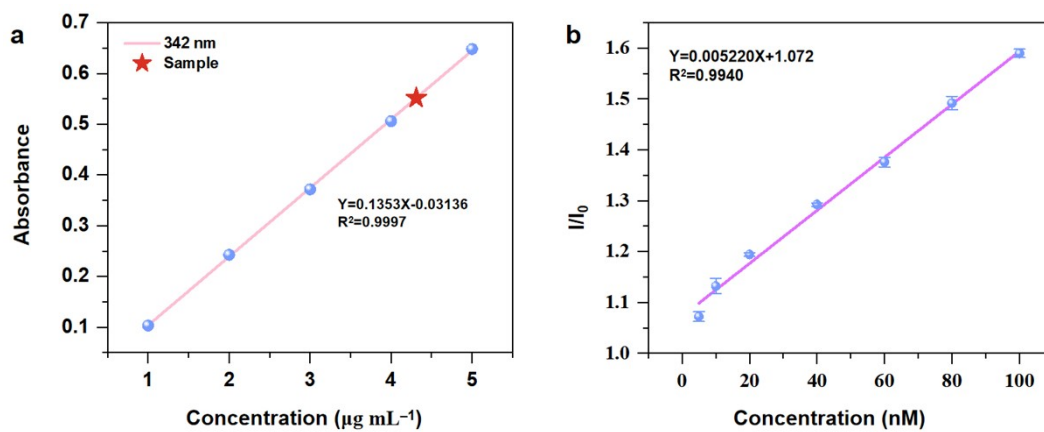 a
0.7
0.6
0.5
0.4
0.3
0.2
0.1
Absorbance
342 nm
Sample
Y=0.1353X-0.03136
R²=0.9997
1 2 3 4 5
Concentration (µg mL⁻¹)
b
1.6
1.5
1.4
1.3
1.2
1.1
1.0
I/I₀
Y=0.005220X+1.072
R²=0.9940
0 20 40 60 80 100
Concentration (nM)